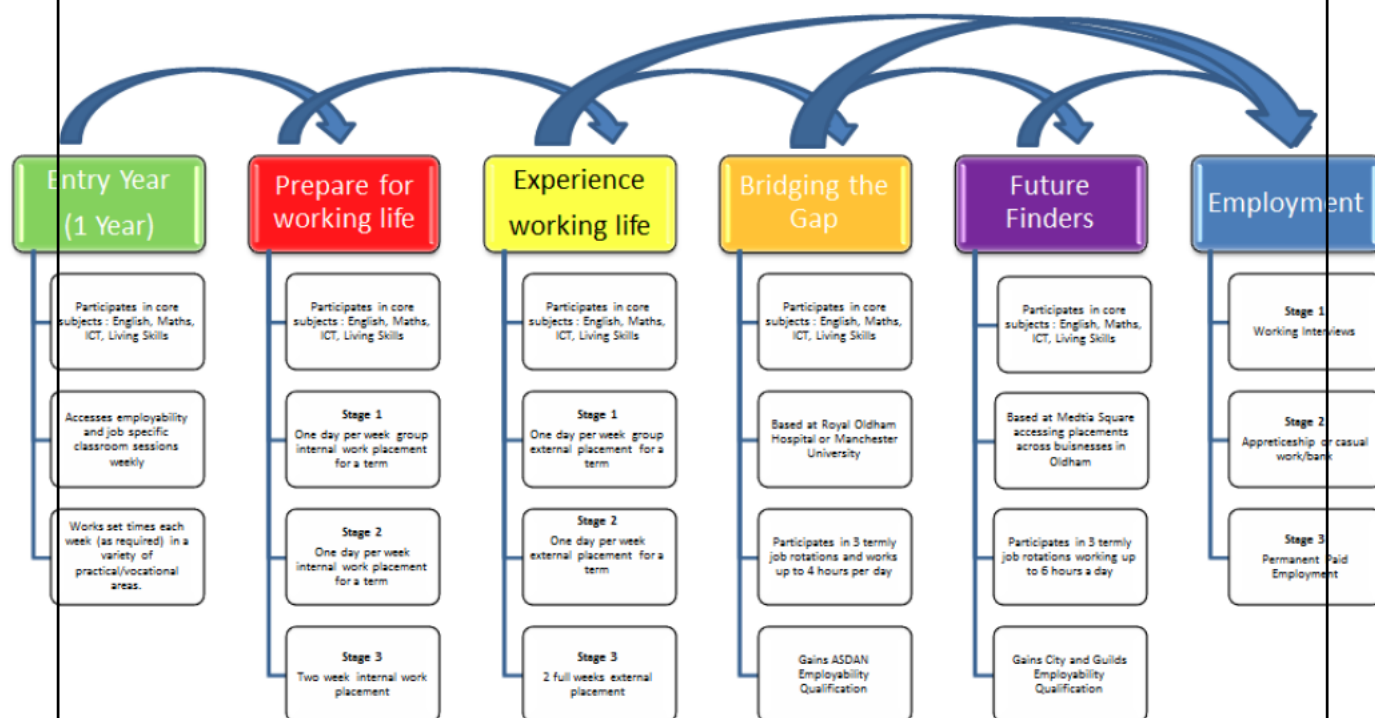 Entry Year
(1 Year)
Participates in core
subjects : English, Maths,
ICT, Living Skills
Accesses employability
and job specific
classroom sessions
weekly
Works set times each
week (as required) in a
variety of
practical/vocational
areas.
Prepare for
working life
Participates in core
subjects : English, Maths,
ICT, Living Skills
Stage 1
One day per week group
internal work placement
for a term
Stage 2
One day per week
internal work placement
for a term
Stage 3
Two week internal work
placement
Experience
working life
Participates in core
subjects : English, Maths,
ICT, Living Skills
Stage 1
One day per week group
external placement for a
term
Stage 2
One day per week
external placement for a
term
Stage 3
2 full weeks external
placement
Bridging the
Gap
Participates in core
subjects : English, Maths,
ICT, Living Skills
Based at Royal Oldham
Hospital or Manchester
University
Participates in 3 termly
job rotations and works
up to 4 hours per day
Gains ASDAN
Employability
Qualification
Future
Finders
Participates in core
subjects : English, Maths,
ICT, Living Skills
Based at Medtia Square
accessing placements
across buisnesses in
Oldham
Participates in 3 termly
job rotations working up
to 6 hours a day
Gains City and Guilds
Employability
Qualification
Employment
Stage 1
Working Interviews
Stage 2
Appreticeship or casual
work/bank
Stage 3
Permanent Paid
Employment